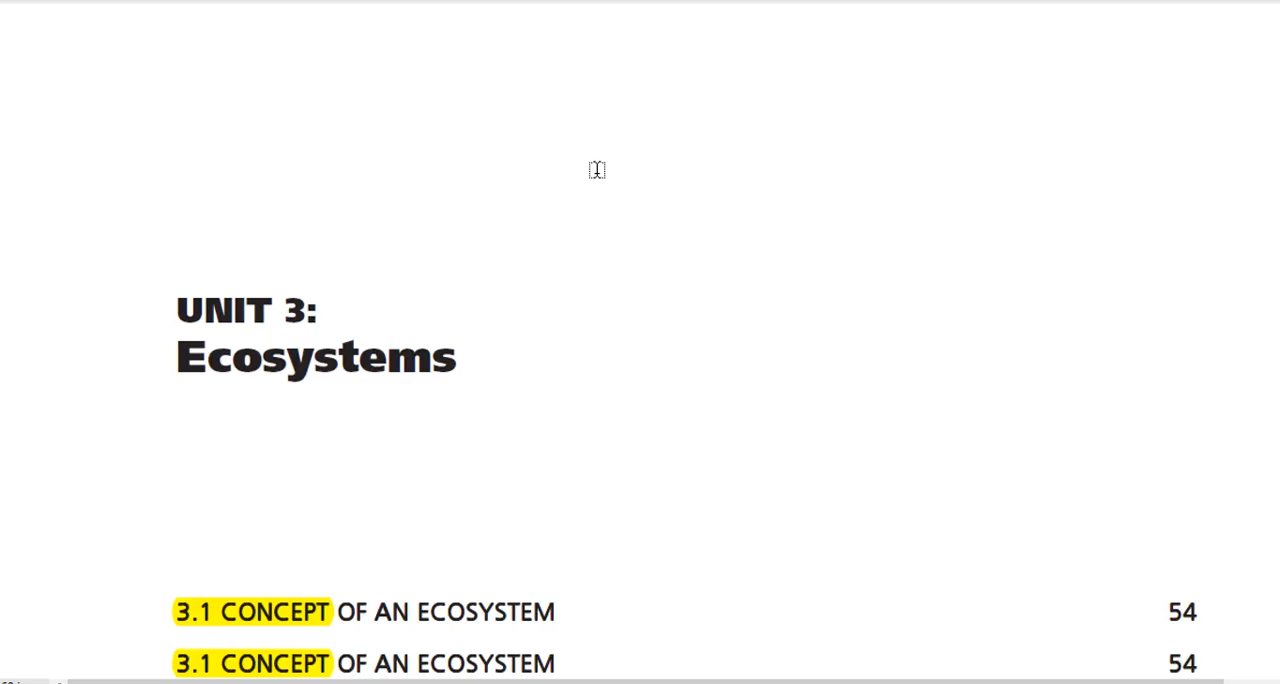 UNIT 3:
Ecosystems
3.1 CONCEPT OF AN ECOSYSTEM 54
3.1 CONCEPT OF AN ECOSYSTEM 54